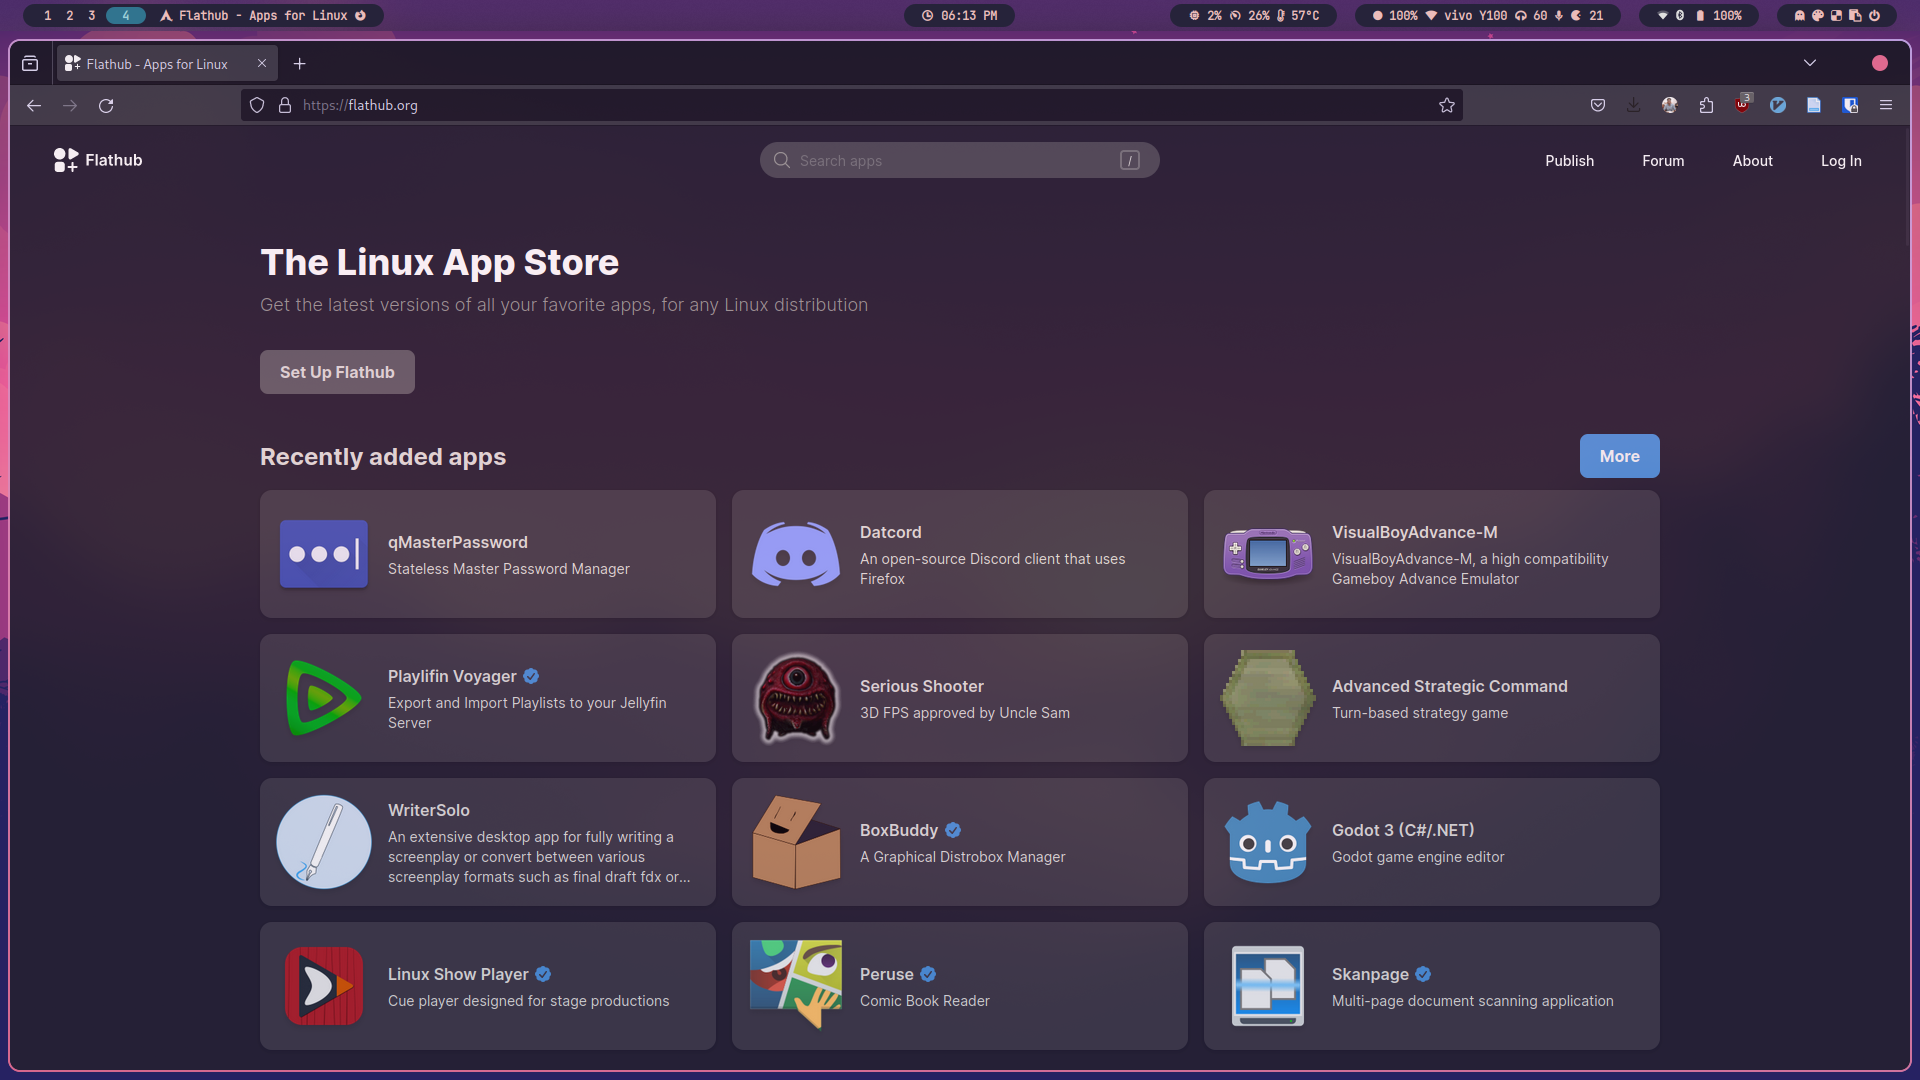 1 2 3 4 Flathub - Apps for Linux
06:13 PM
2% 26% 57°C
100% vivo Y100 60 21
100%
Flathub - Apps for Linux
https://flathub.org
3
Flathub
Search apps
/
Publish
Forum
About
Log In
The Linux App Store
Get the latest versions of all your favorite apps, for any Linux distribution
Set Up Flathub
Recently added apps
More
qMasterPassword
Stateless Master Password Manager
Datcord
An open-source Discord client that uses
Firefox
VisualBoyAdvance-M
VisualBoyAdvance-M, a high compatibility
Gameboy Advance Emulator
Playlifin Voyager
Export and Import Playlists to your Jellyfin
Server
Serious Shooter
3D FPS approved by Uncle Sam
Advanced Strategic Command
Turn-based strategy game
WriterSolo
An extensive desktop app for fully writing a
screenplay or convert between various
screenplay formats such as final draft fdx or...
BoxBuddy
A Graphical Distrobox Manager
Godot 3 (C#/.NET)
Godot game engine editor
Linux Show Player
Cue player designed for stage productions
Peruse
Comic Book Reader
Skanpage
Multi-page document scanning application